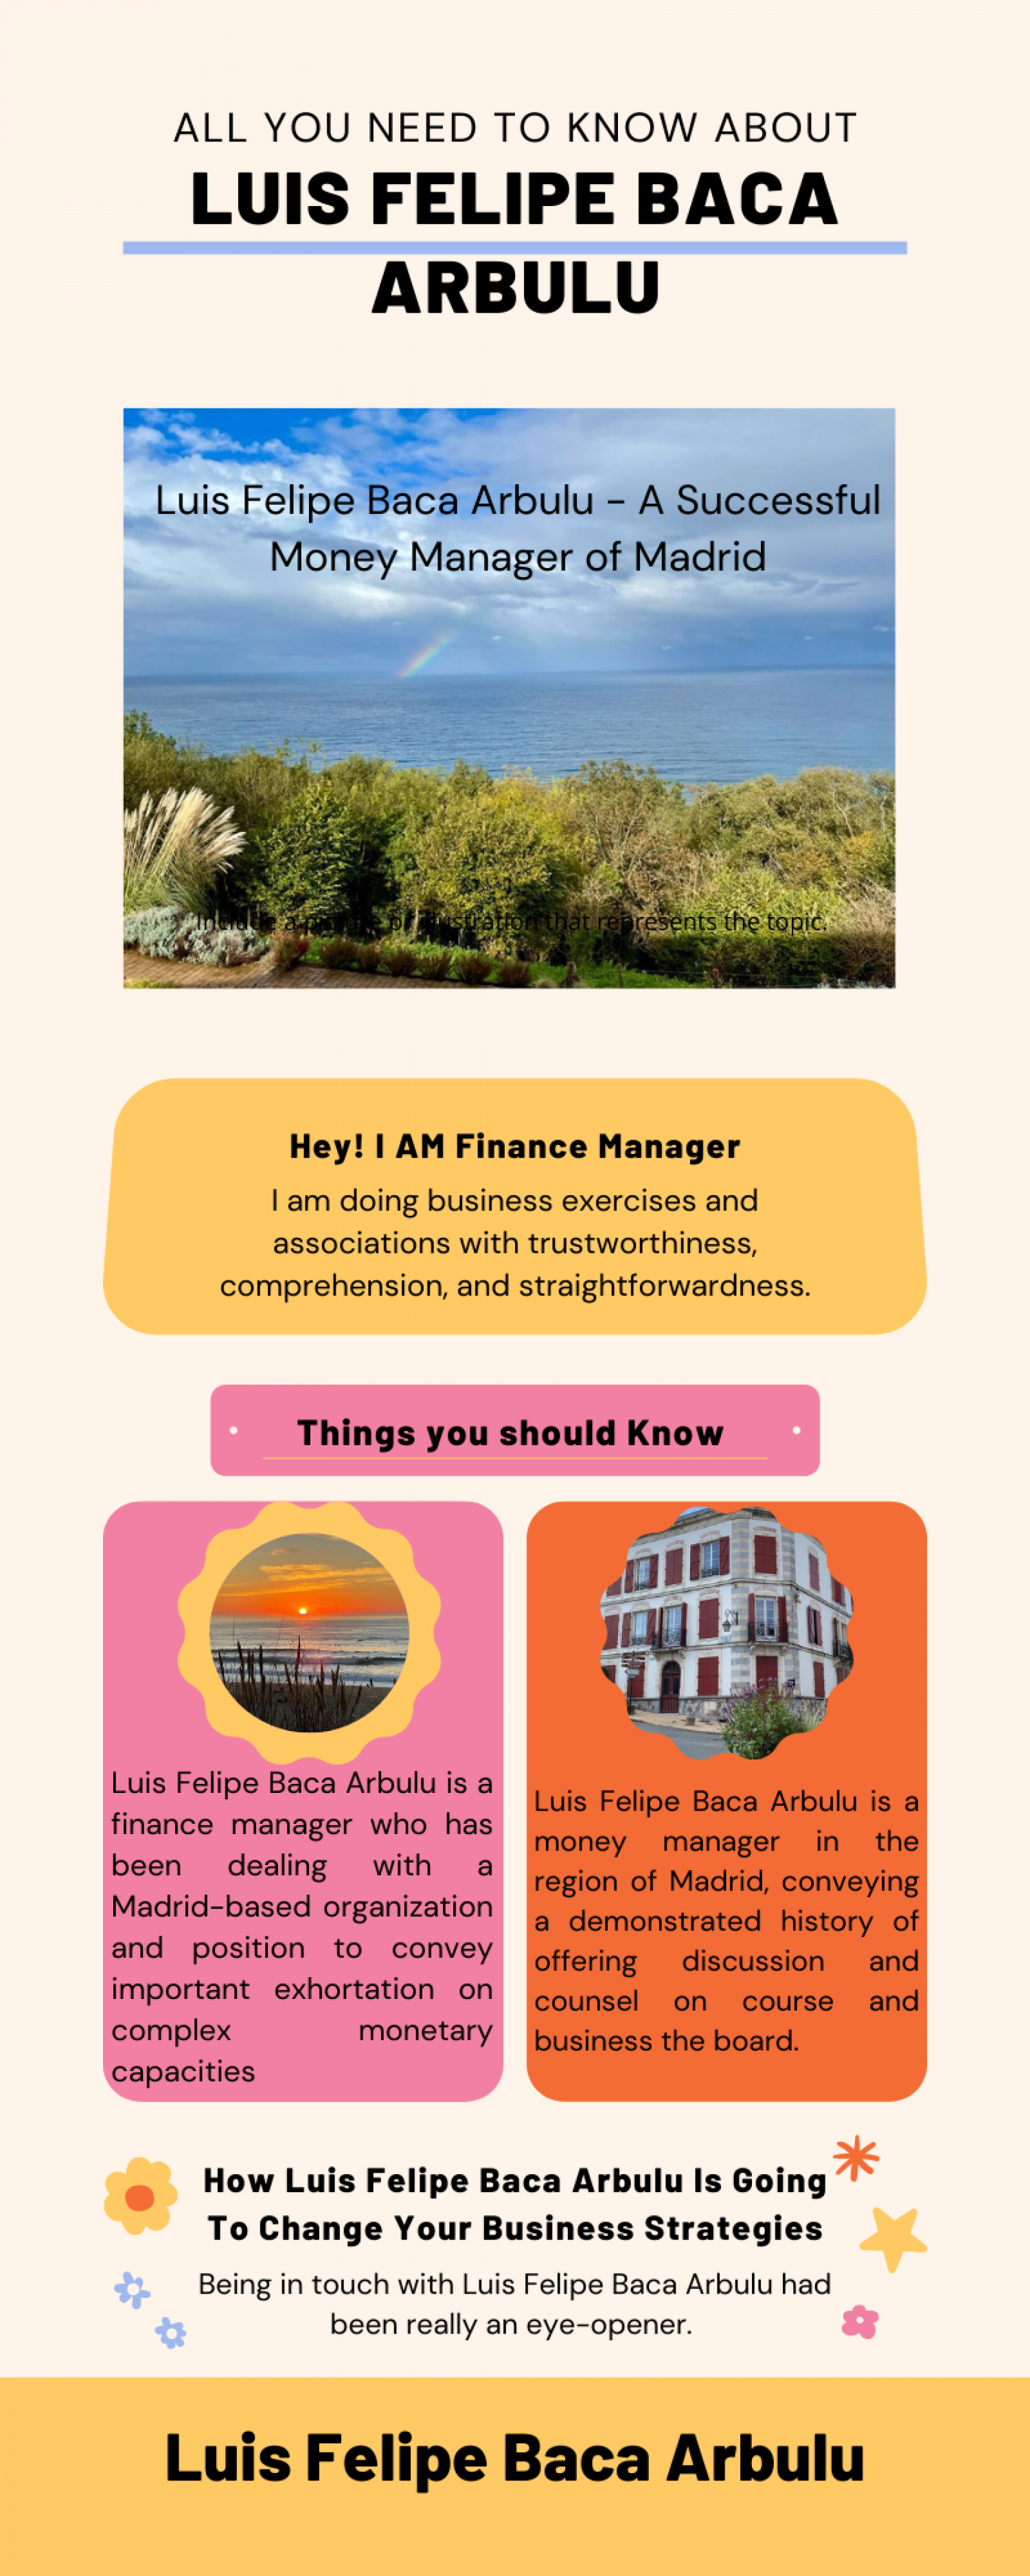 ALL YOU NEED TO KNOW ABOUT
LUIS FELIPE BACA
ARBULU
Luis Felipe Baca Arbulu - A Successful
Money Manager of Madrid
Include a picture or illustration that represents the topic.
Hey! I AM Finance Manager
I am doing business exercises and
associations with trustworthiness,
comprehension, and straightforwardness.
Things you should Know
Luis Felipe Baca Arbulu is a
finance manager who has
been dealing with a
Madrid-based organization
and position to convey
important exhortation on
complex monetary
capacities
Luis Felipe Baca Arbulu is a
money manager in the
region of Madrid, conveying
a demonstrated history of
offering discussion and
counsel on course and
business the board.
How Luis Felipe Baca Arbulu Is Going
To Change Your Business Strategies
Being in touch with Luis Felipe Baca Arbulu had
been really an eye-opener.
Luis Felipe Baca Arbulu